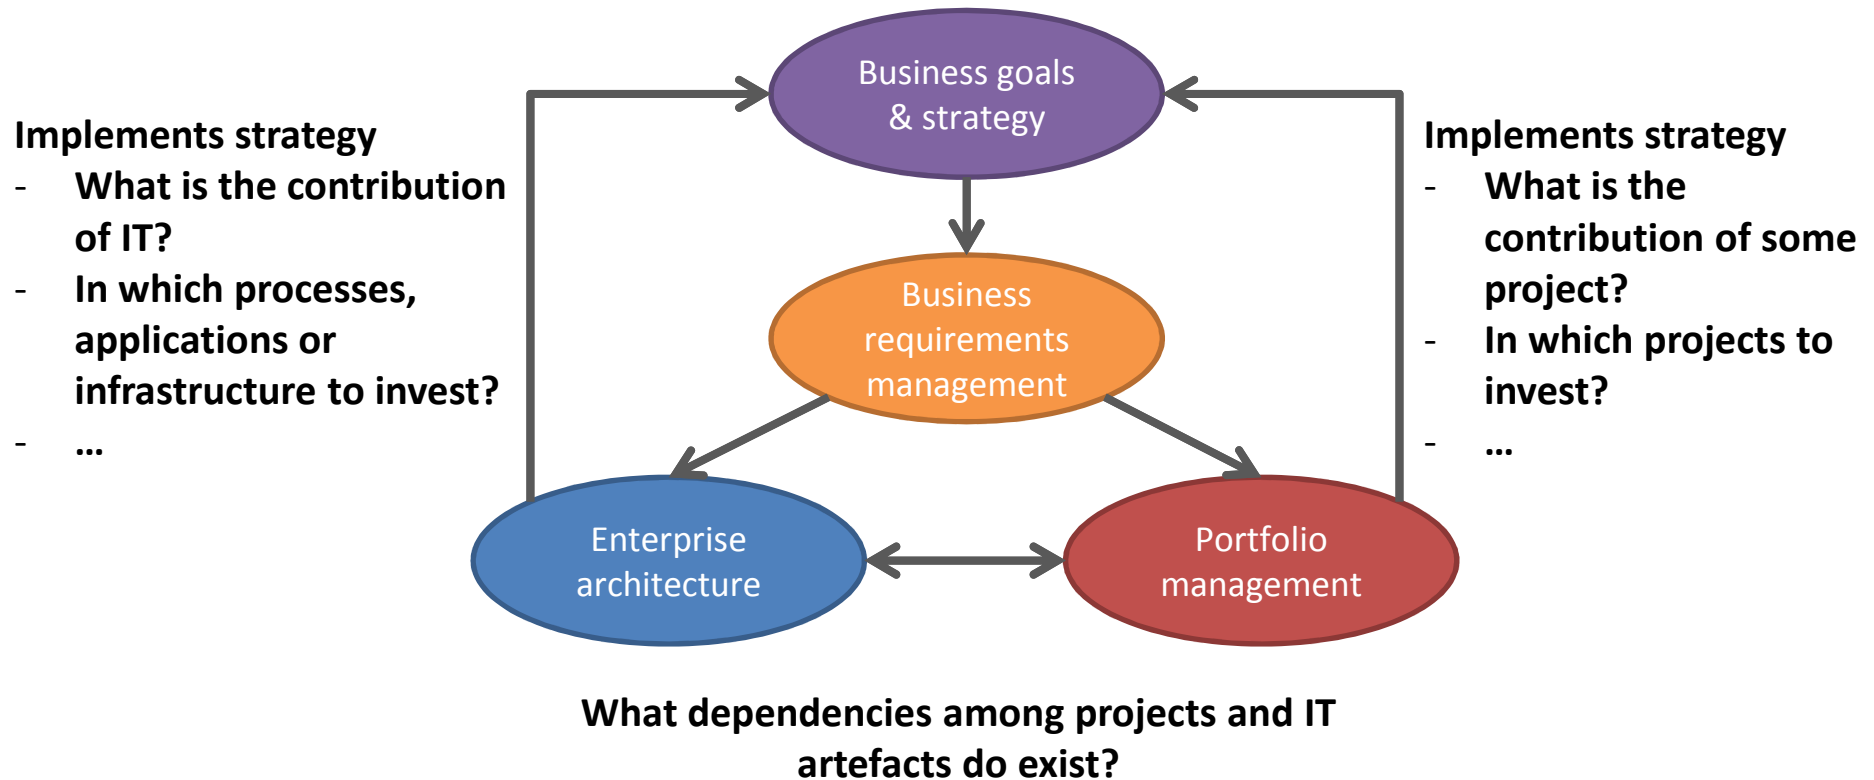 Business goals
& strategy
Implements strategy
- What is the contribution
of IT?
- In which processes,
applications or
infrastructure to invest?
- ...
Implements strategy
- What is the
contribution of some
project?
- In which projects to
invest?
- ...
Business
requirements
management
Enterprise
architecture
Portfolio
management
What dependencies among projects and IT
artefacts do exist?